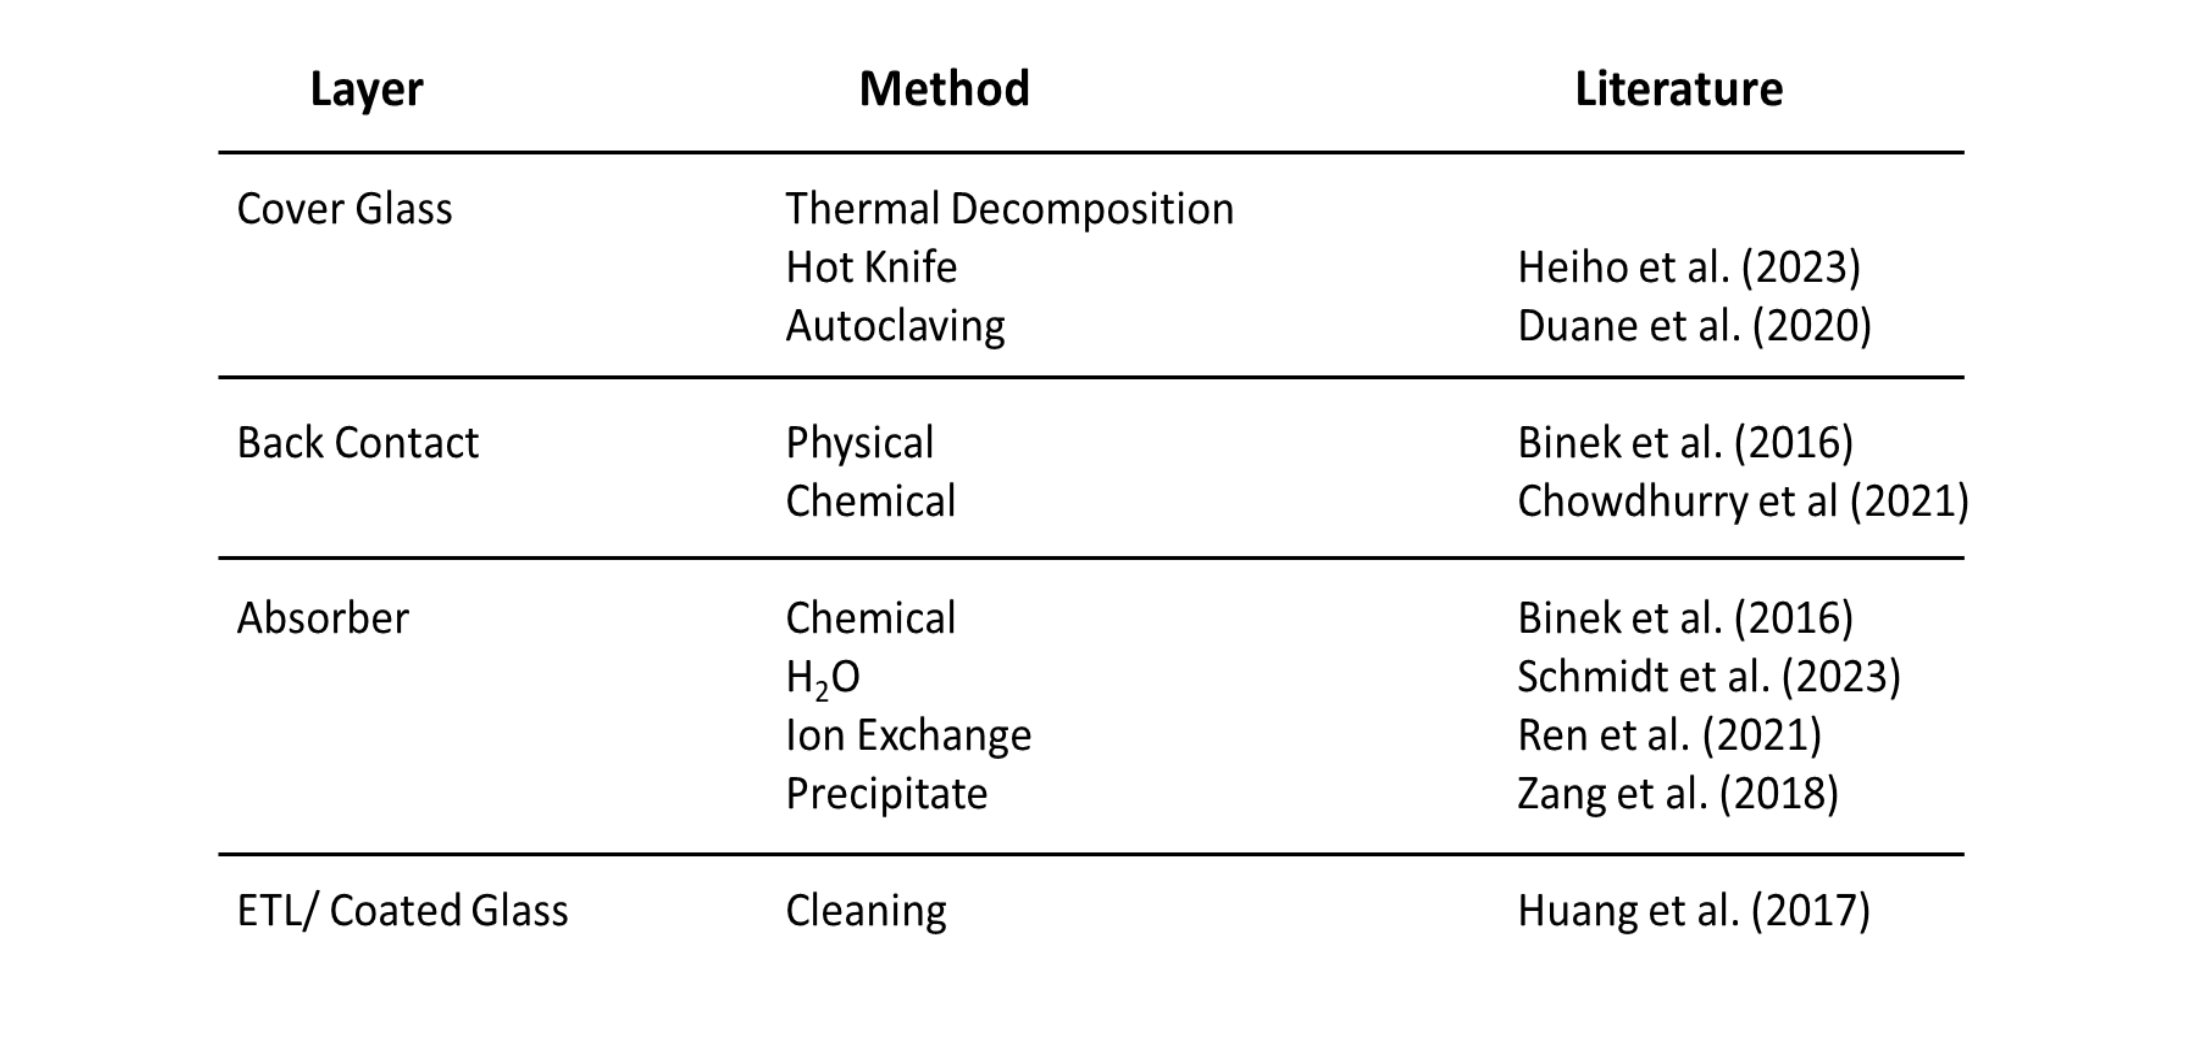 Layer Method Literature
Cover Glass Thermal Decomposition
Hot Knife Heiho et al. (2023)
Autoclaving Duane et al. (2020)
Back Contact Physical Binek et al. (2016)
Chemical Chowdhurry et al (2021)
Absorber Chemical Binek et al. (2016)
H₂O Schmidt et al. (2023)
Ion Exchange Ren et al. (2021)
Precipitate Zang et al. (2018)
ETL/ Coated Glass Cleaning Huang et al. (2017)